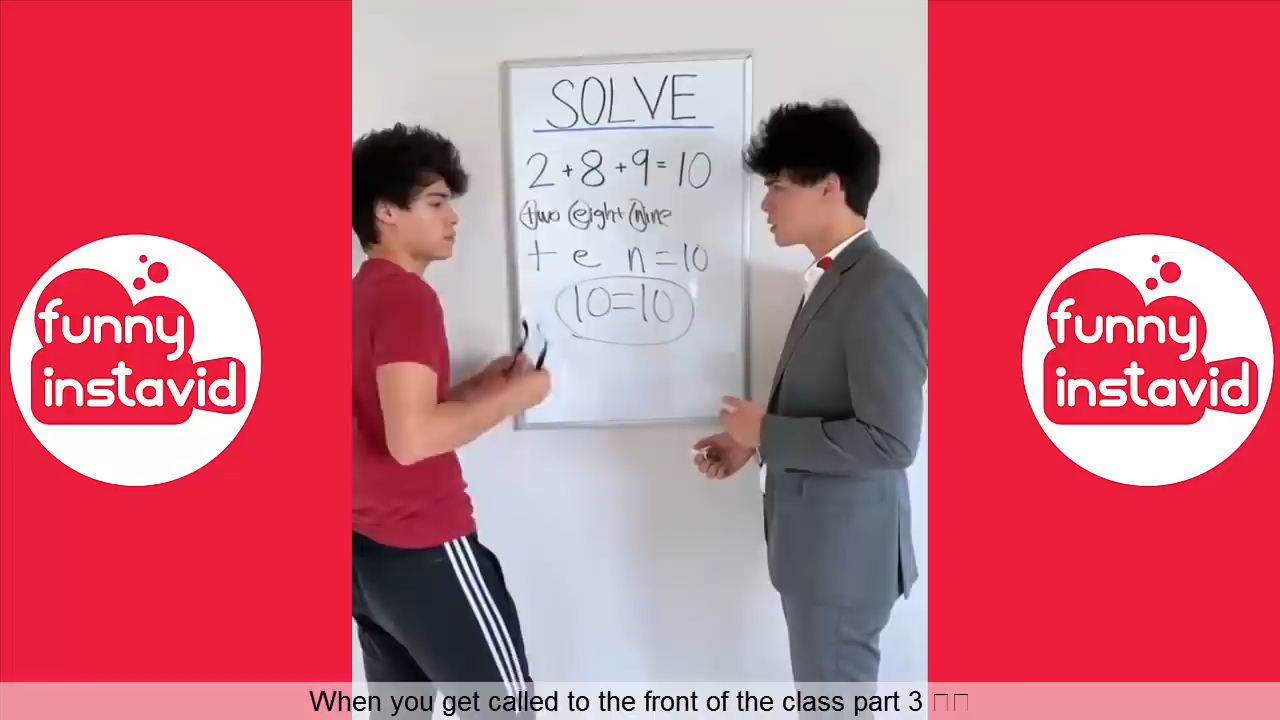 SOLVE
2+8+9=10
two eight nine
t e n=10
10=10
funny
instavid
funny
instavid
When you get called to the front of the class part 3